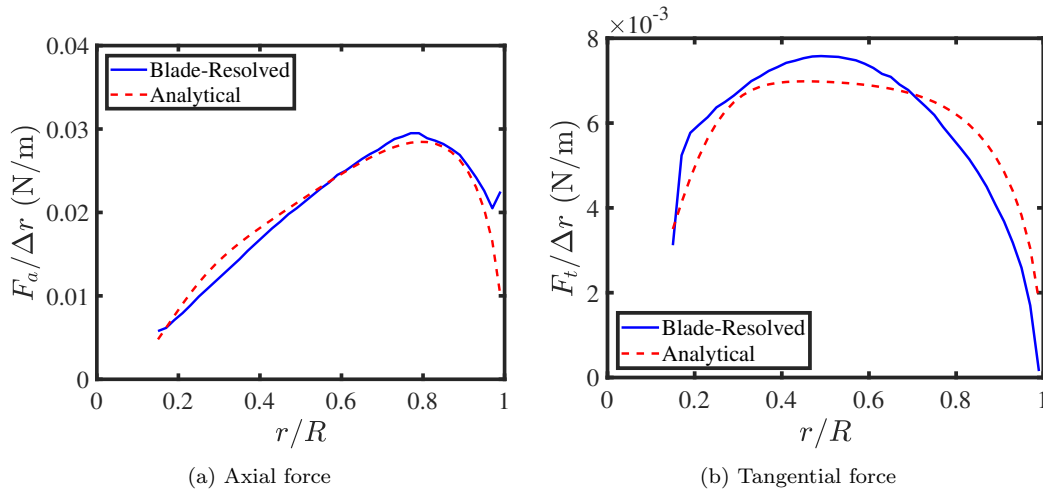 0.04
0.03
0.02
0.01
0
F_a/Δr (N/m)
Blade-Resolved
Analytical
0 0.2 0.4 0.6 0.8 1
r/R
(a) Axial force
×10^-3
8
6
4
2
0
F_t/Δr (N/m)
Blade-Resolved
Analytical
0 0.2 0.4 0.6 0.8 1
r/R
(b) Tangential force